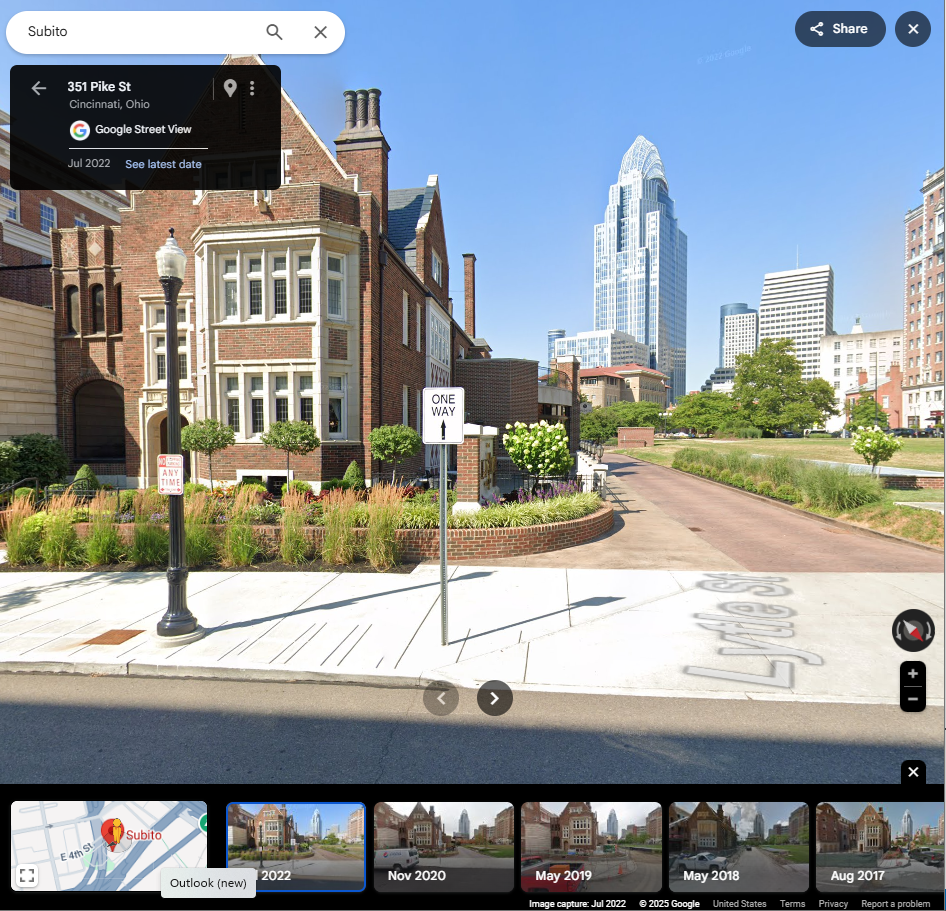 Subito
Share
351 Pike St
Cincinnati, Ohio
Google Street View
Jul 2022
See latest date
© 2022 Google
ONE
WAY
ANY
TIME
Lytle St
Subito
E 4th St
2022
Nov 2020
May 2019
May 2018
Aug 2017
Outlook (new)
Image capture: Jul 2022 © 2025 Google United States Terms Privacy Report a problem